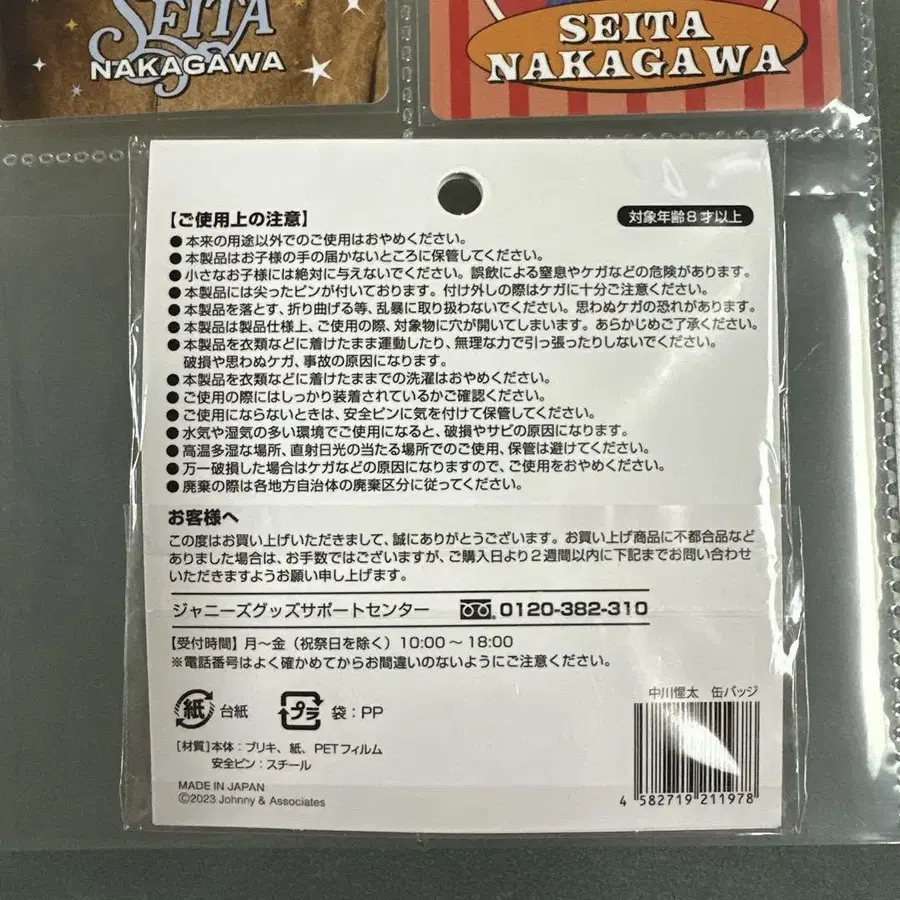 SEITA
NAKAGAWA
SEITA
NAKAGAWA
【ご使用上の注意】
対象年齢8才以上
●本来の用途以外でのご使用はおやめください。
●本製品はお子様の手の届かないところに保管してください。
●小さなお子様には絶対に与えないでください。誤飲による窒息やケガなどの危険があります。
●本製品には尖ったピンが付いております。付け外しの際はケガに十分ご注意ください。
●本製品を落とす、折り曲げる等、乱暴に取り扱わないでください。思わぬケガの恐れがあります。
●本製品は製品仕様上、ご使用の際、対象物に穴が開いてしまいます。あらかじめご了承ください。
●本製品を衣類などに着けたまま運動したり、無理な力で引っ張ったりしないでください。
破損や思わぬケガ、事故の原因になります。
●本製品を衣類などに着けたままでの洗濯はおやめください。
●ご使用の際にはしっかり装着されているかご確認ください。
●ご使用にならないときは、安全ピンに気を付けて保管してください。
●水気や湿気の多い環境でご使用になると、破損やサビの原因になります。
●高温多湿な場所、直射日光の当たる場所でのご使用、保管は避けてください。
●万一破損した場合はケガなどの原因になりますので、ご使用をおやめください。
●廃棄の際は各地方自治体の廃棄区分に従ってください。
お客様へ
この度はお買い上げいただきまして、誠にありがとうございます。お買い上げ商品に不都合品など
ありました場合は、お手数ではございますが、ご購入日より2週間以内に下記までお問い合わせ
いただきますようお願い申し上げます。
ジャニーズグッズサポートセンター 0120-382-310
【受付時間】月~金（祝祭日を除く）10:00~18:00
※電話番号はよく確かめてからお間違いのないようにご注意ください。
紙 台紙 プラ 袋：PP
中川惺太 缶バッジ
[材質]本体：ブリキ、紙、PETフィルム
安全ピン：スチール
MADE IN JAPAN
©2023 Johnny & Associates
4 582719 211978